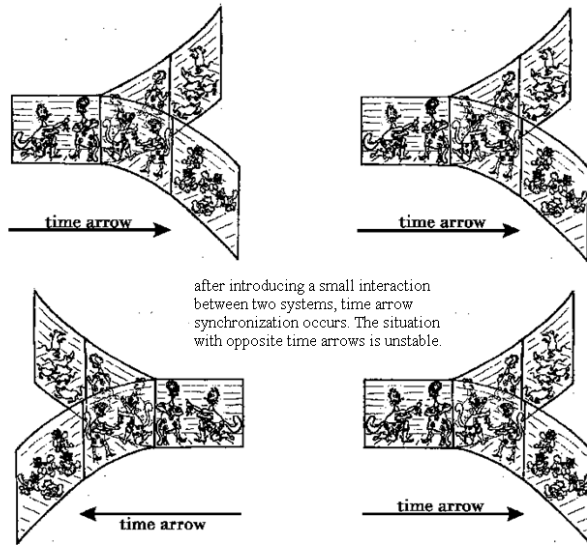 time arrow
time arrow
after introducing a small interaction
between two systems, time arrow
synchronization occurs. The situation
with opposite time arrows is unstable.
time arrow
time arrow